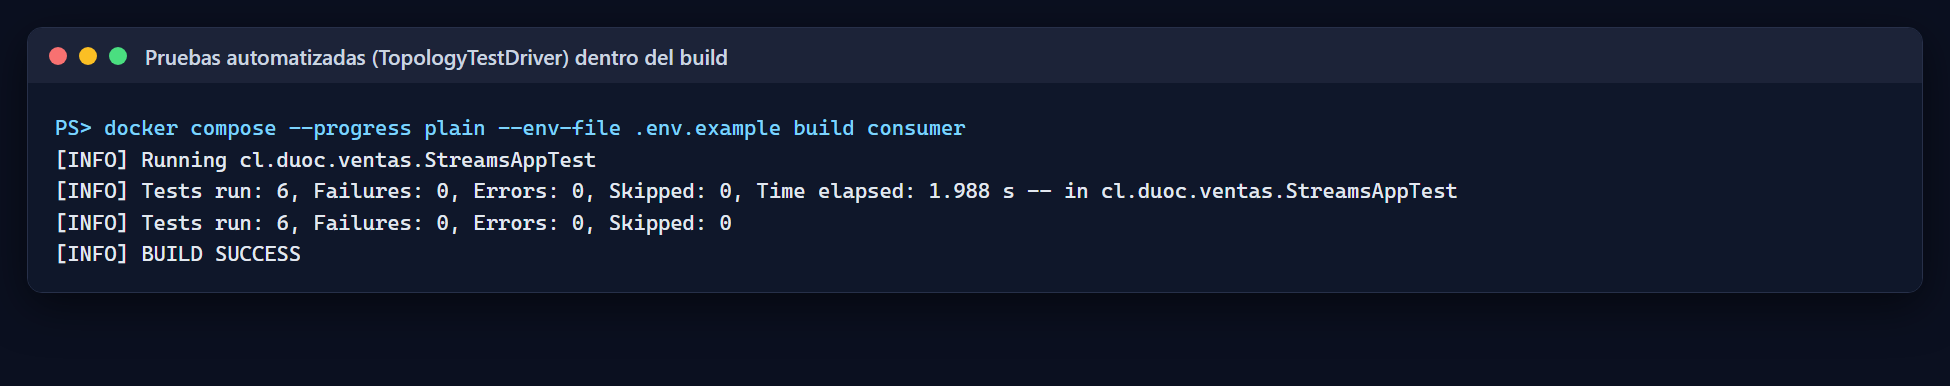 Pruebas automatizadas (TopologyTestDriver) dentro del build
PS> docker compose --progress plain --env-file .env.example build consumer
[INFO] Running cl.duoc.ventas.StreamsAppTest
[INFO] Tests run: 6, Failures: 0, Errors: 0, Skipped: 0, Time elapsed: 1.988 s -- in cl.duoc.ventas.StreamsAppTest
[INFO] Tests run: 6, Failures: 0, Errors: 0, Skipped: 0
[INFO] BUILD SUCCESS